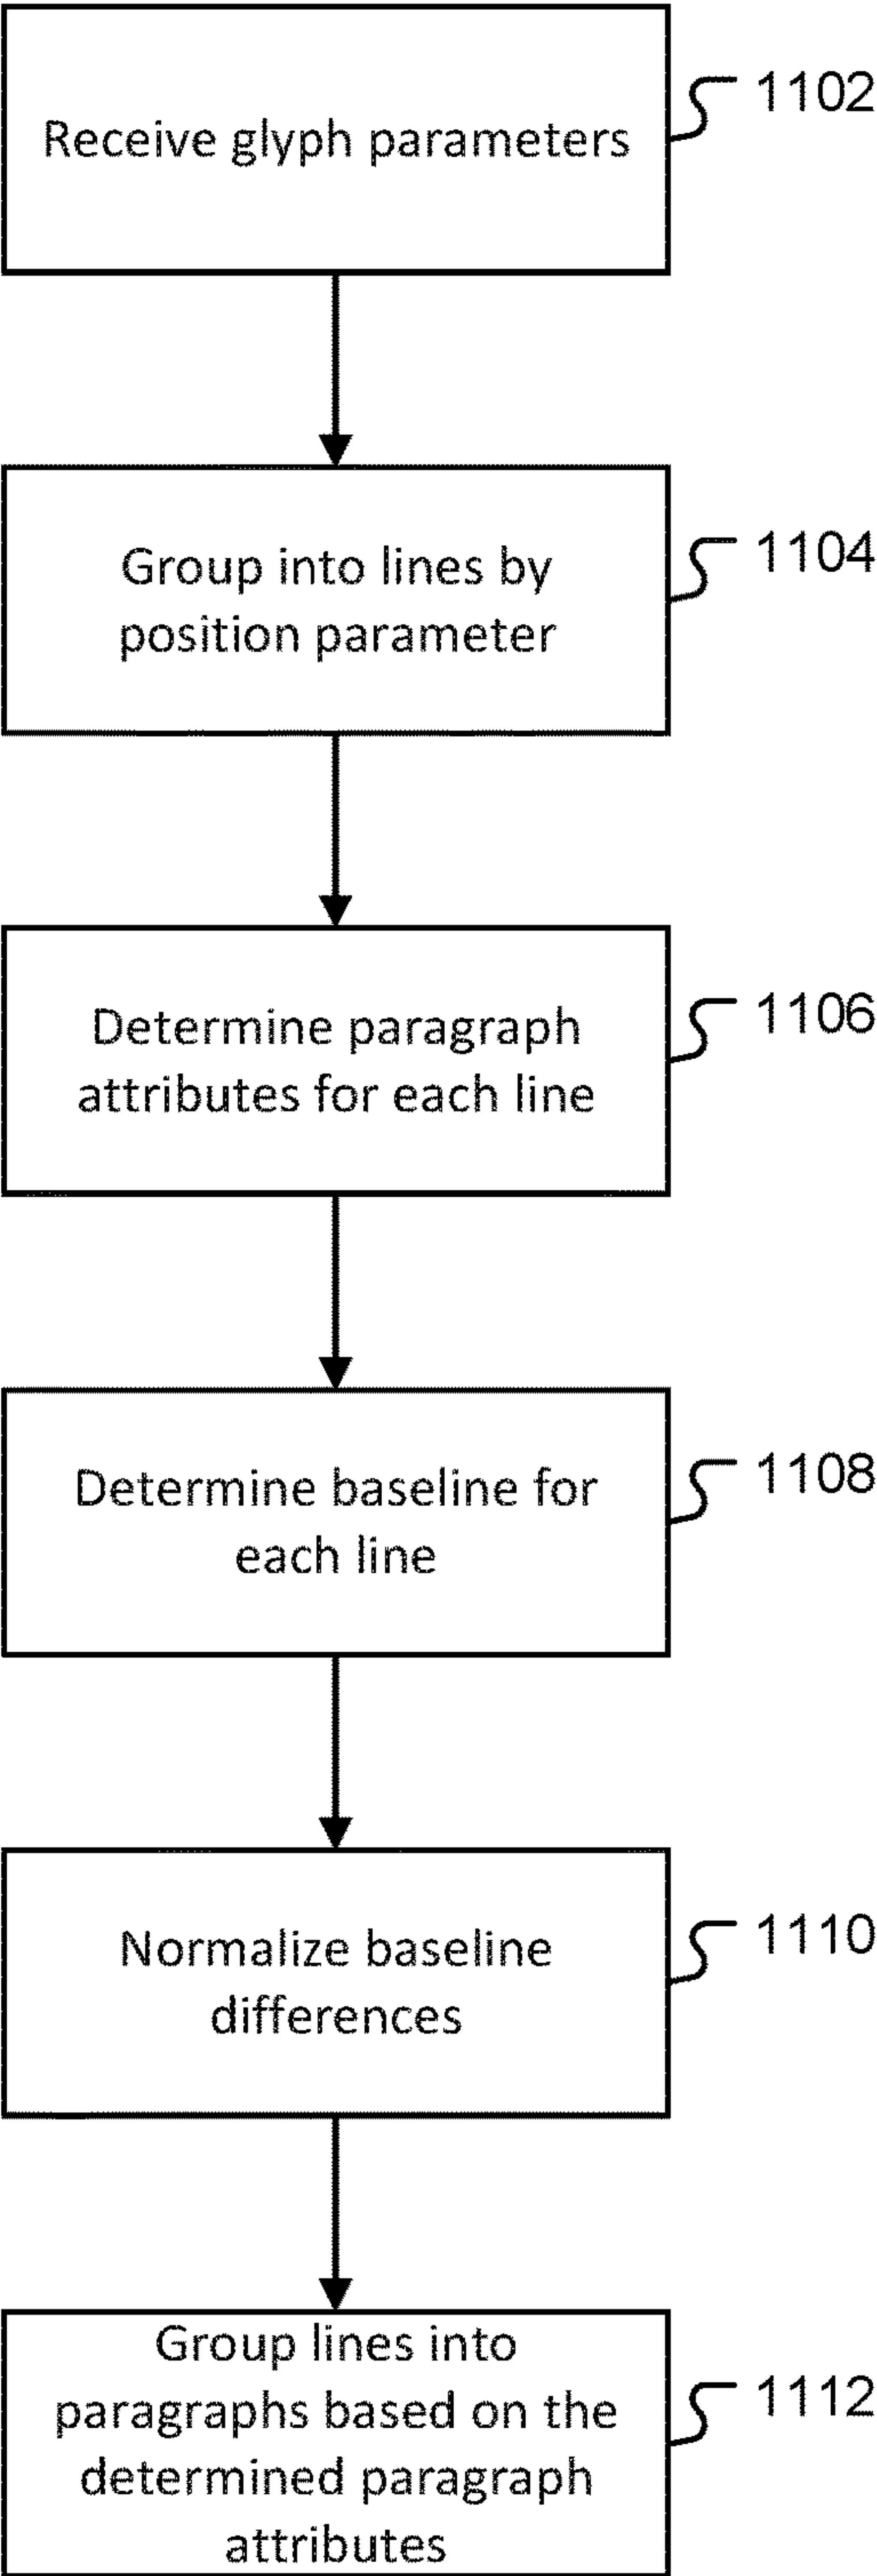 Receive glyph parameters
1102
Group into lines by
position parameter
1104
Determine paragraph
attributes for each line
1106
Determine baseline for
each line
1108
Normalize baseline
differences
1110
Group lines into
paragraphs based on the
determined paragraph
attributes
1112